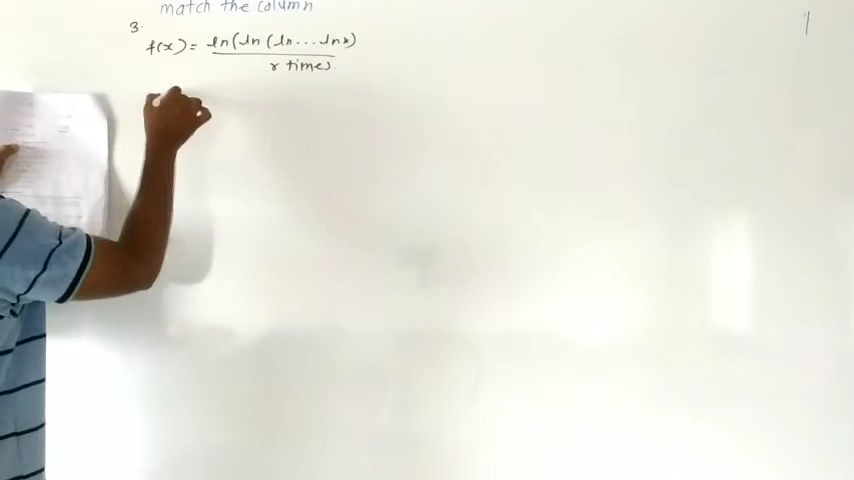 match the column
3.
f(x) = ln(ln(ln...lnx)
r times